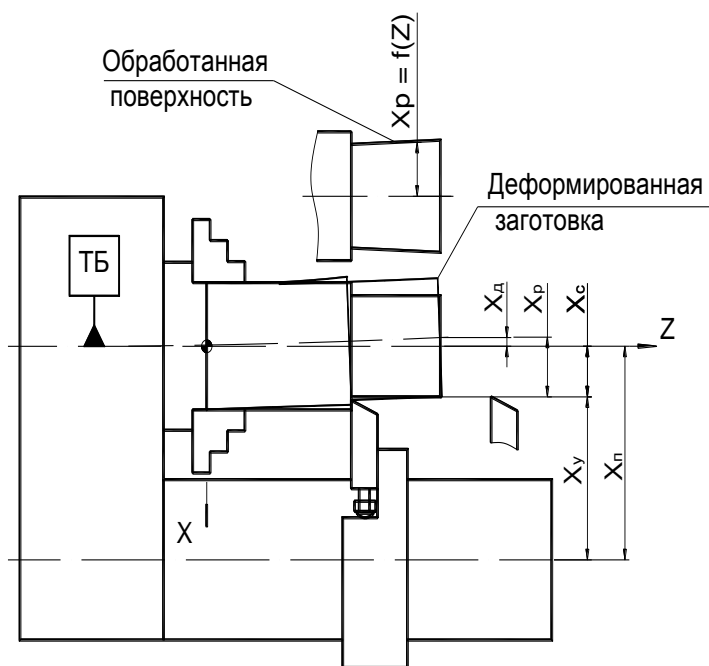 Обработанная
поверхность
Xр = f(Z)
Деформированная
заготовка
ТБ
Xд
Xр
Xс
Z
Xу
Xп
X